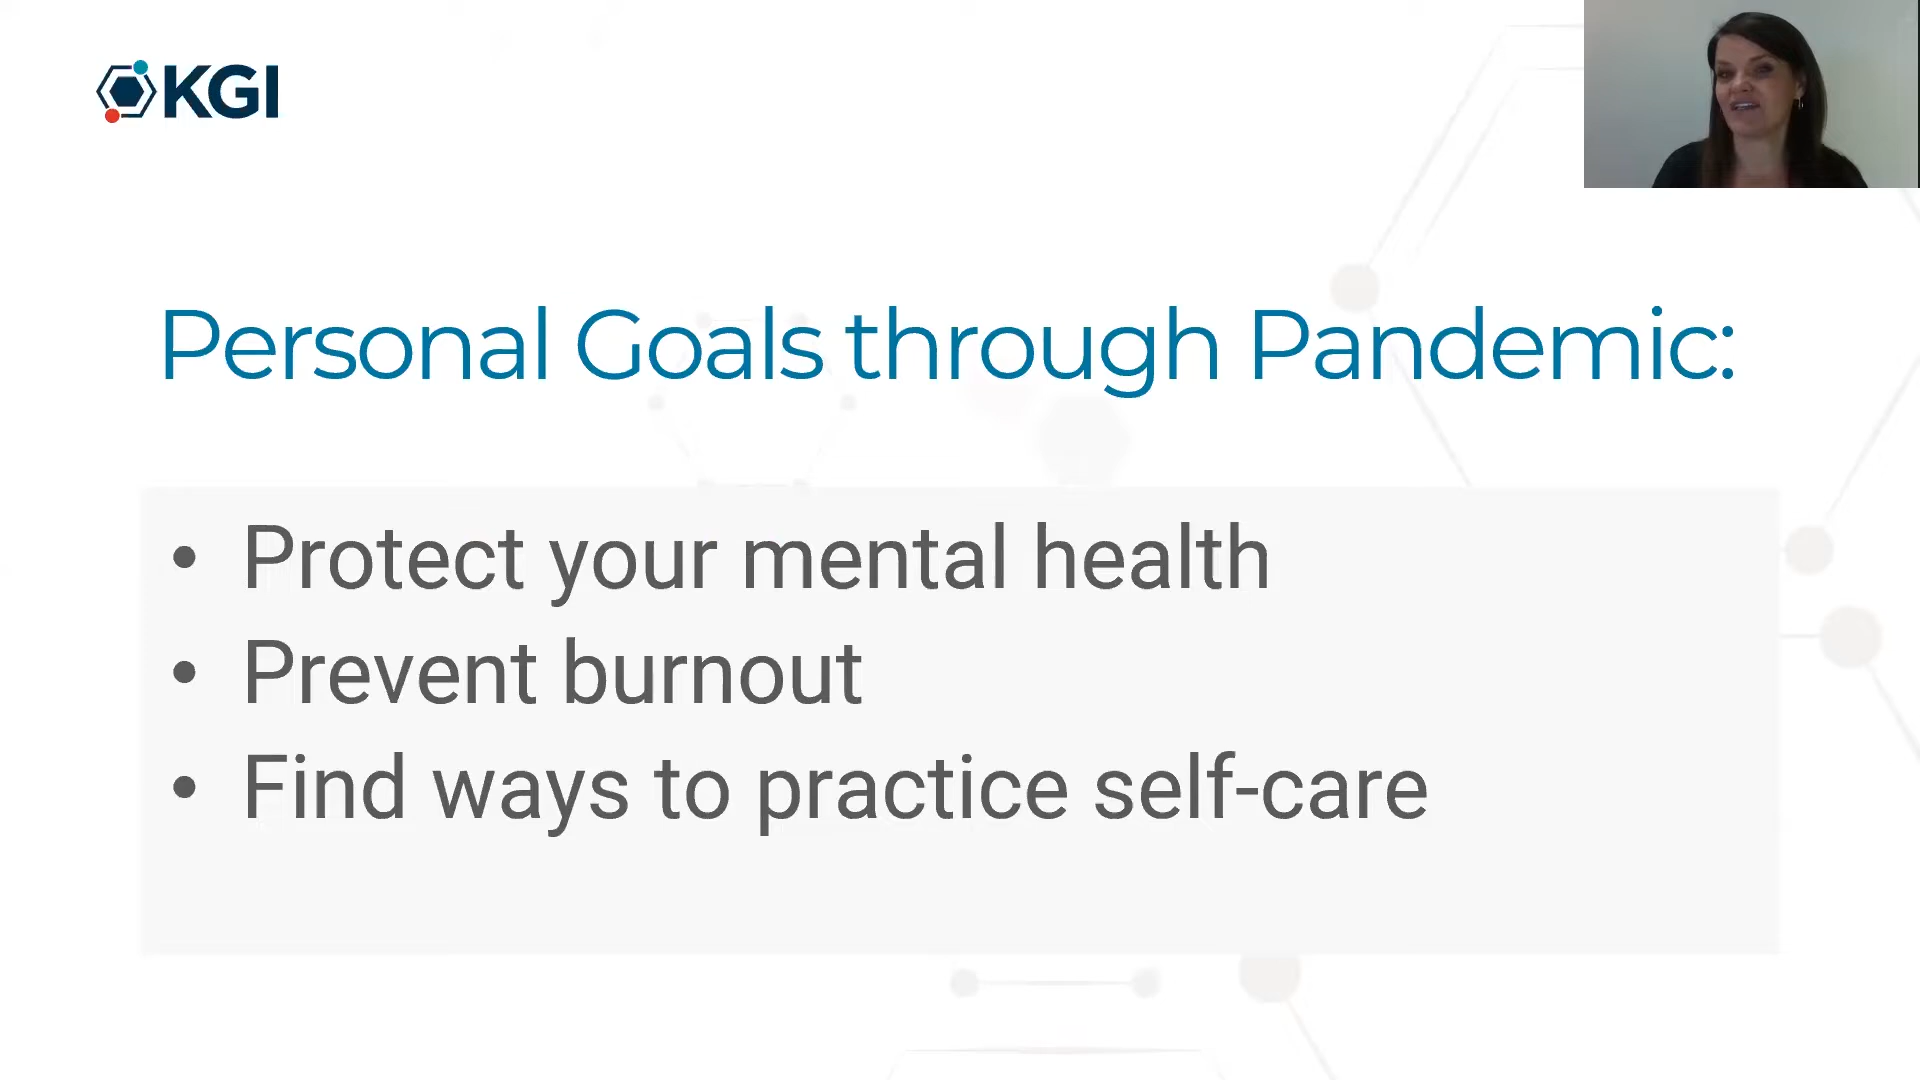 KGI
Personal Goals through Pandemic:
• Protect your mental health
• Prevent burnout
• Find ways to practice self-care